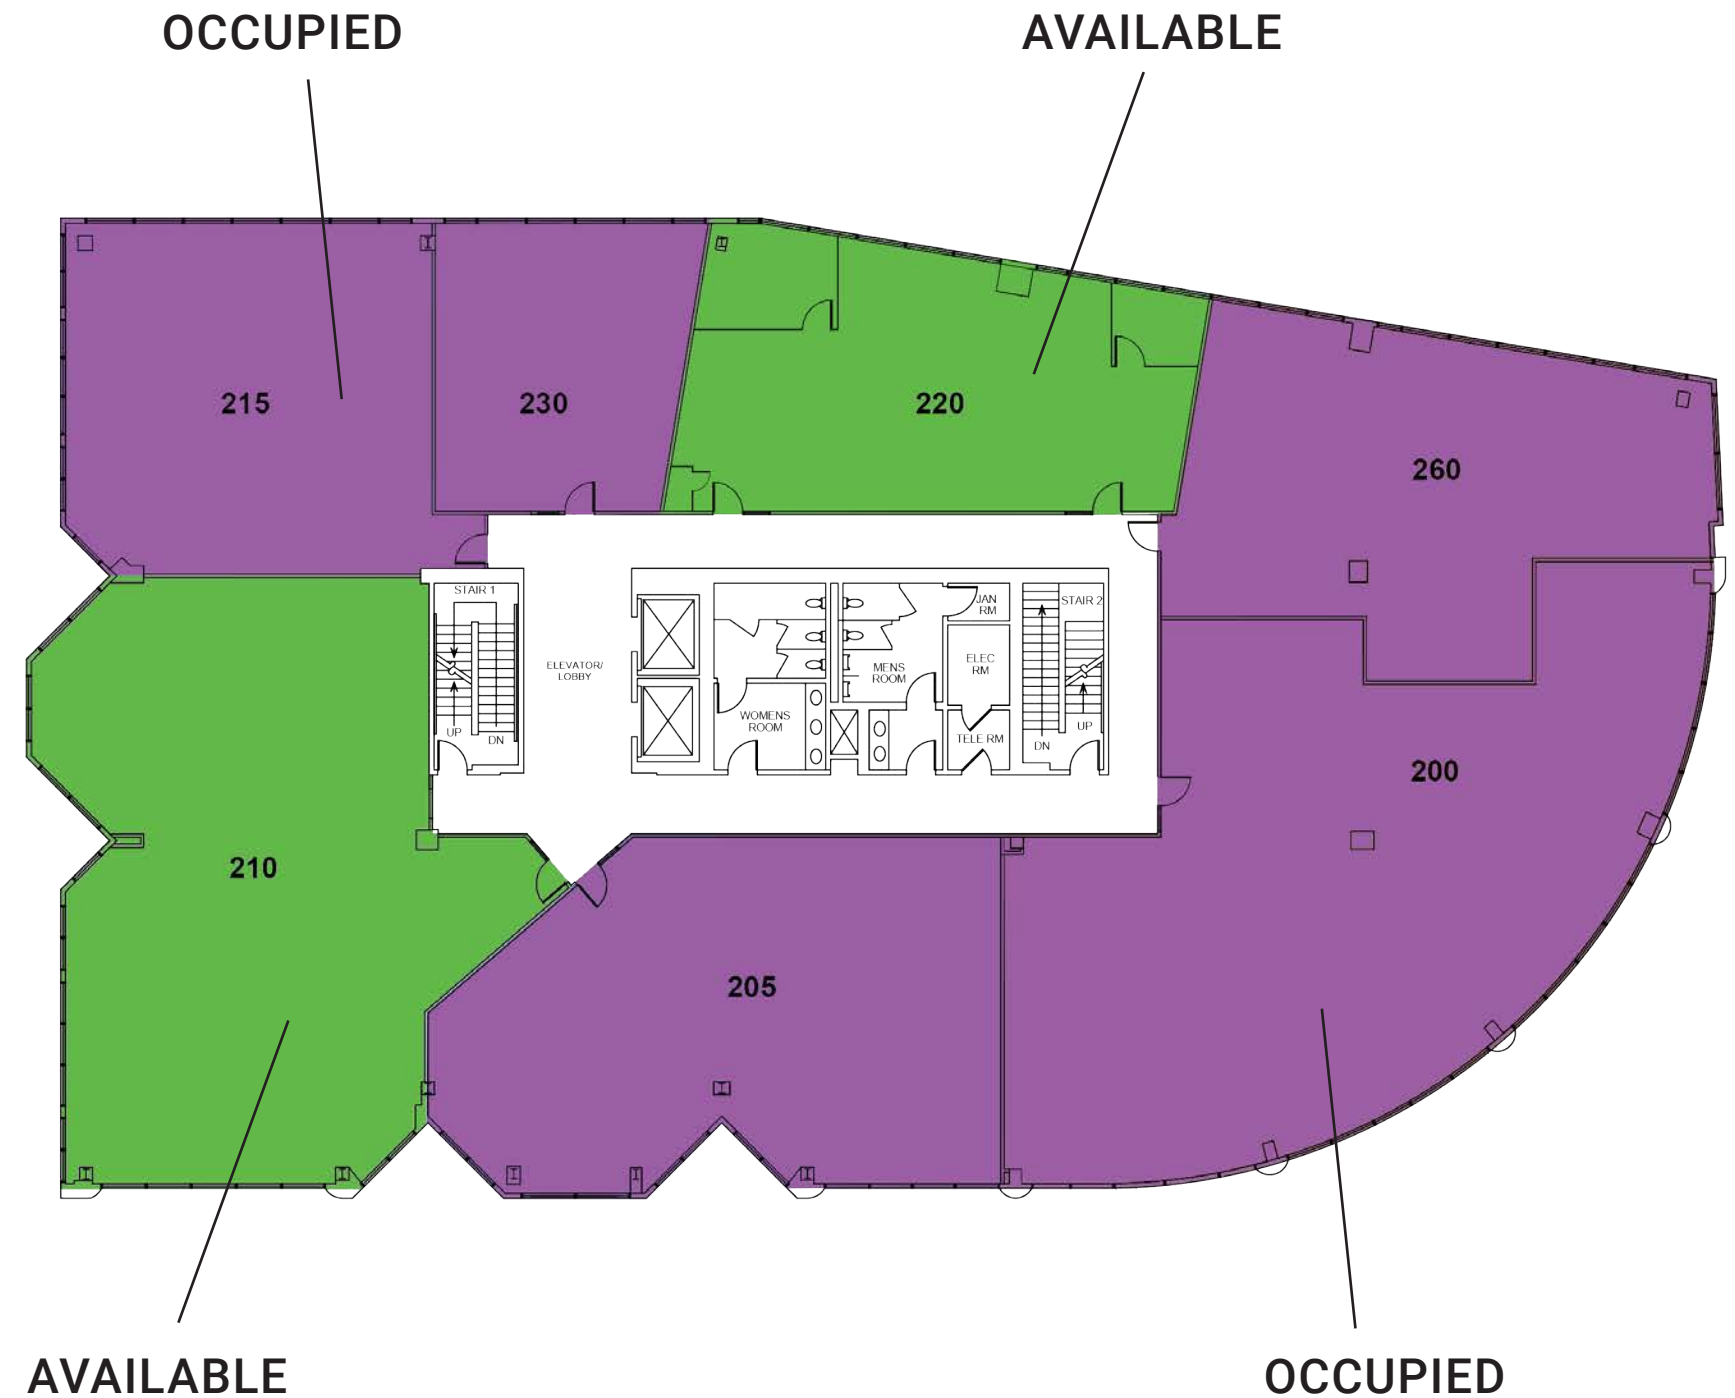 OCCUPIED
AVAILABLE
215
230
220
260
STAIR 1
STAIR 2
JAN
RM
ELEVATOR/
LOBBY
MENS
ROOM
ELEC
RM
WOMENS
ROOM
UP
DN
TELE RM
DN
UP
200
210
205
AVAILABLE
OCCUPIED